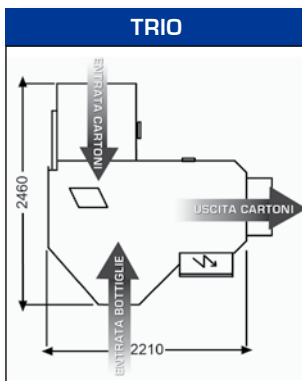 TRIO
ENTRATA CARTONI
2460
USCITA CARTONI
ENTRATA BOTTIGLIE
2210